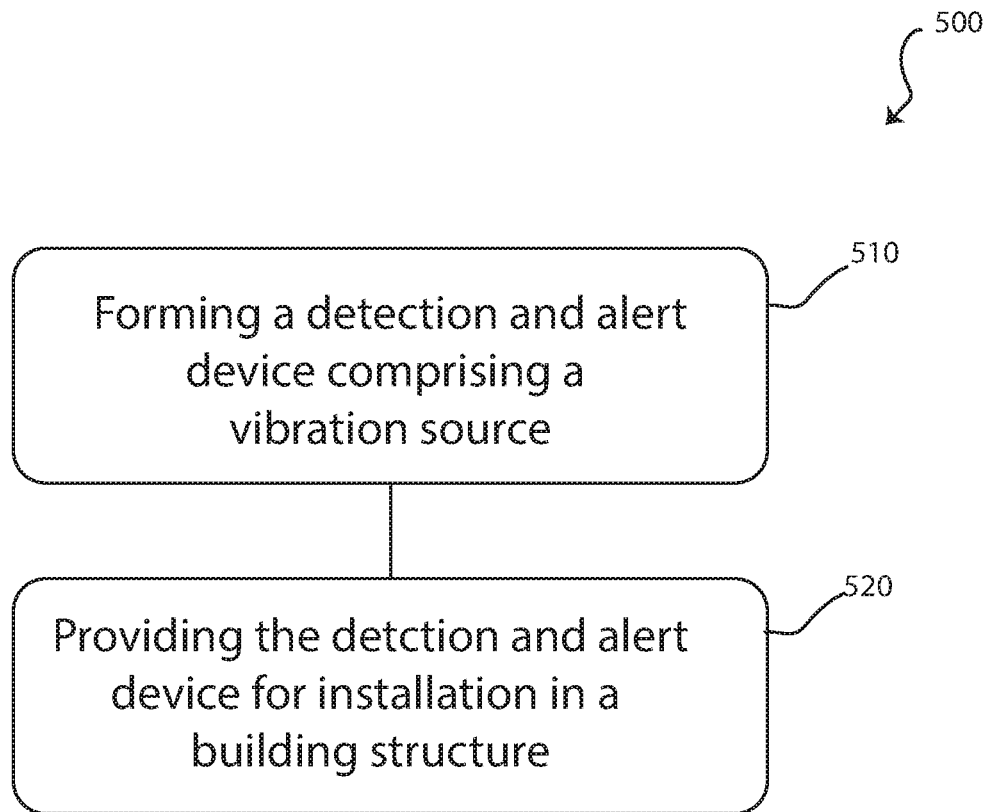 500
510
Forming a detection and alert
device comprising a
vibration source
520
Providing the detction and alert
device for installation in a
building structure